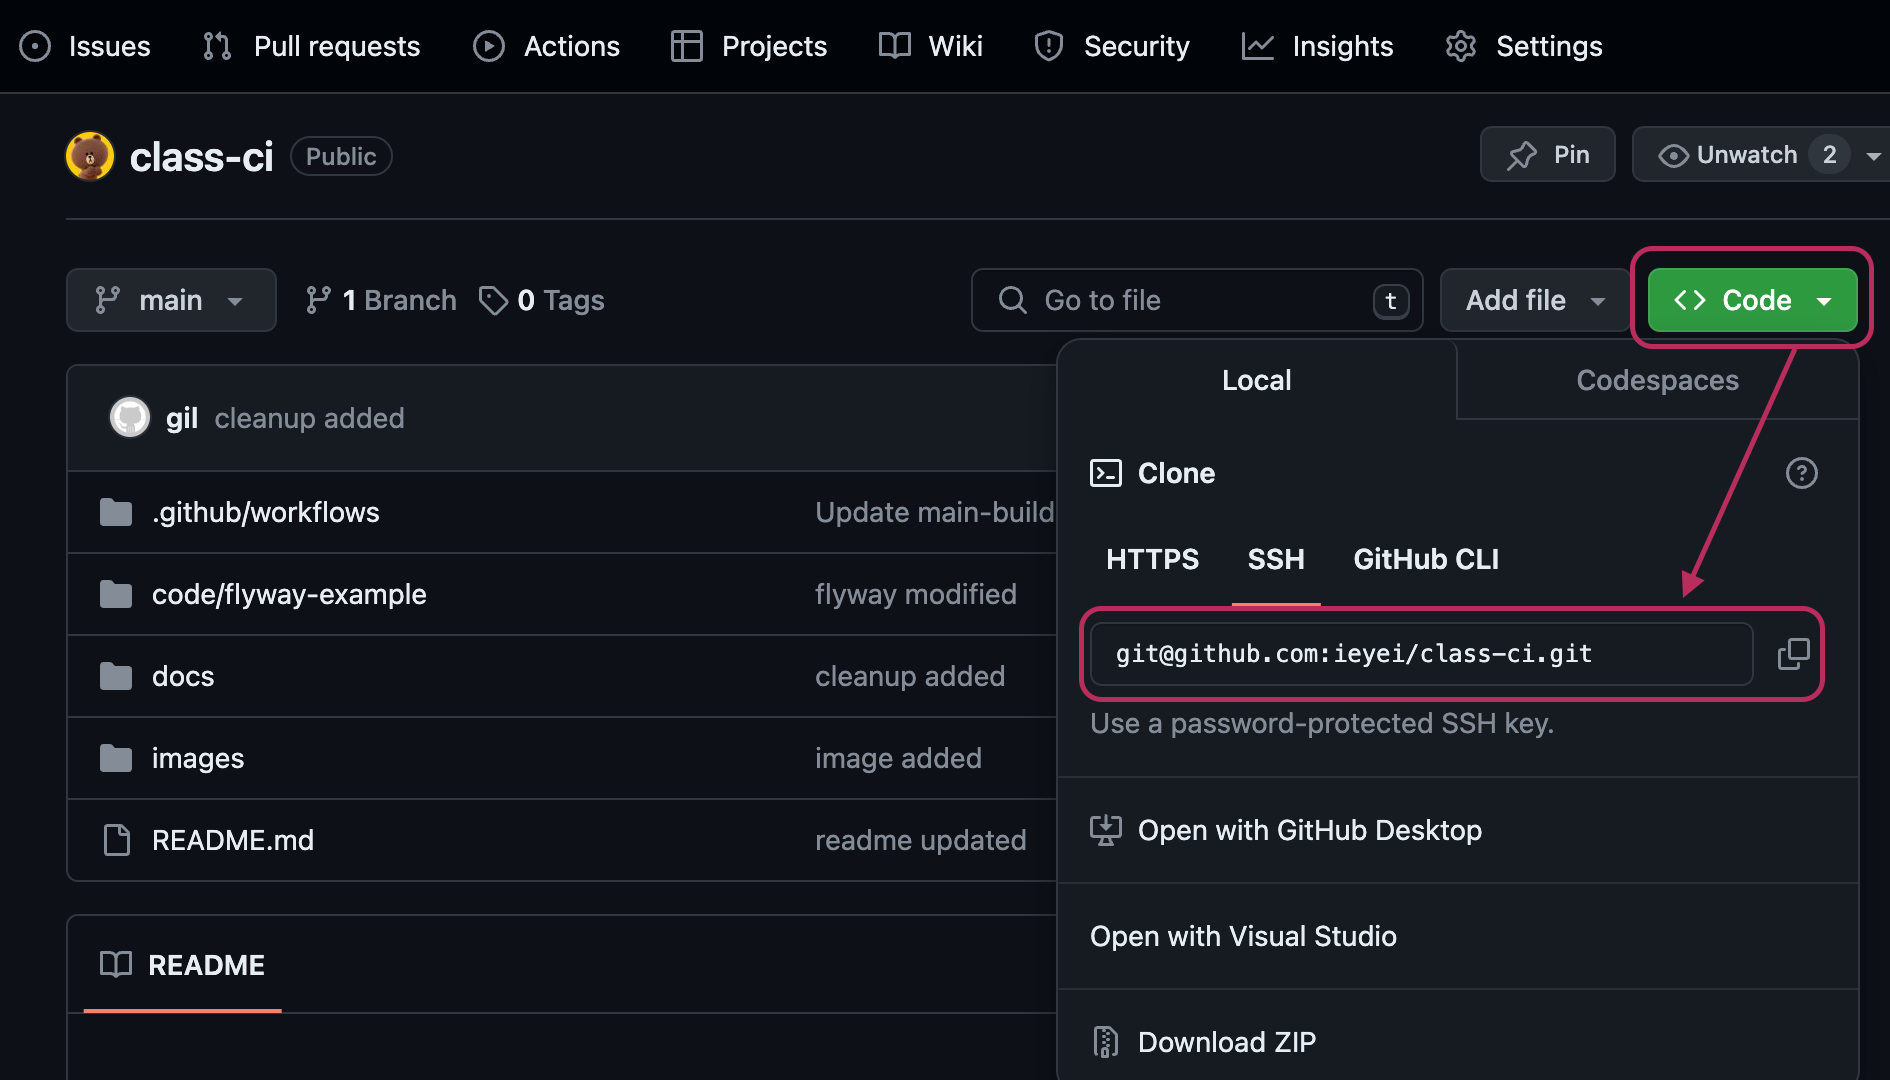 Issues Pull requests Actions Projects Wiki Security Insights Settings
class-ci Public Pin Unwatch 2
main 1 Branch 0 Tags Go to file t Add file <> Code
Local Codespaces
gil cleanup added
Clone ?
.github/workflows Update main-build
HTTPS SSH GitHub CLI
code/flyway-example flyway modified
git@github.com:ieyei/class-ci.git
docs cleanup added
Use a password-protected SSH key.
images image added
Open with GitHub Desktop
README.md readme updated
Open with Visual Studio
README
Download ZIP